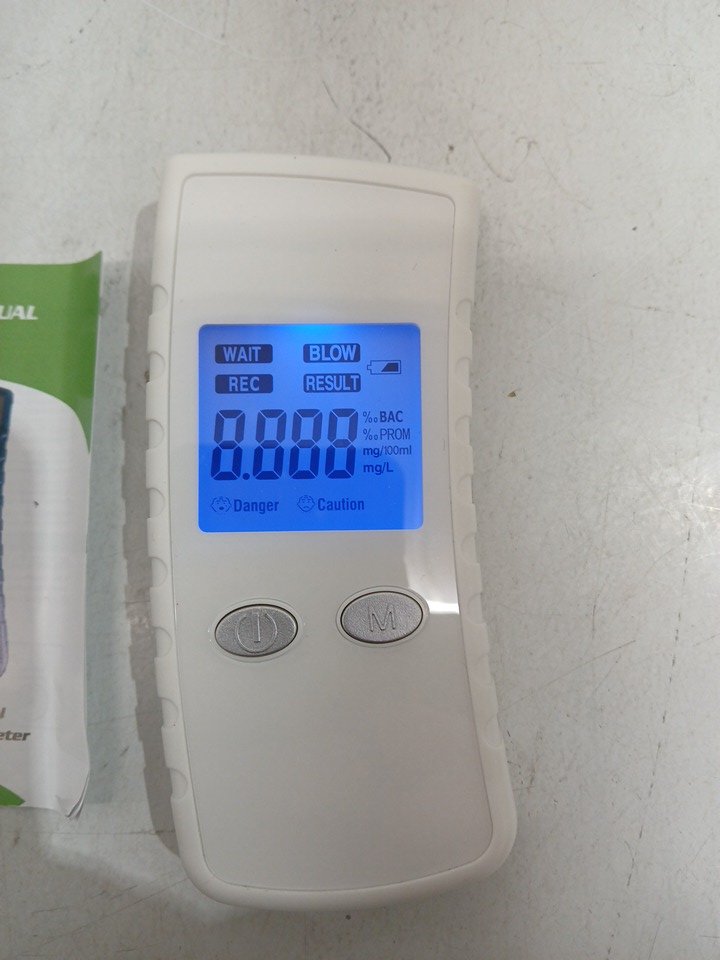 UAL
WAIT BLOW
REC RESULT
8.888
‰BAC
‰PROM
mg/100ml
mg/L
Danger Caution
M
eter